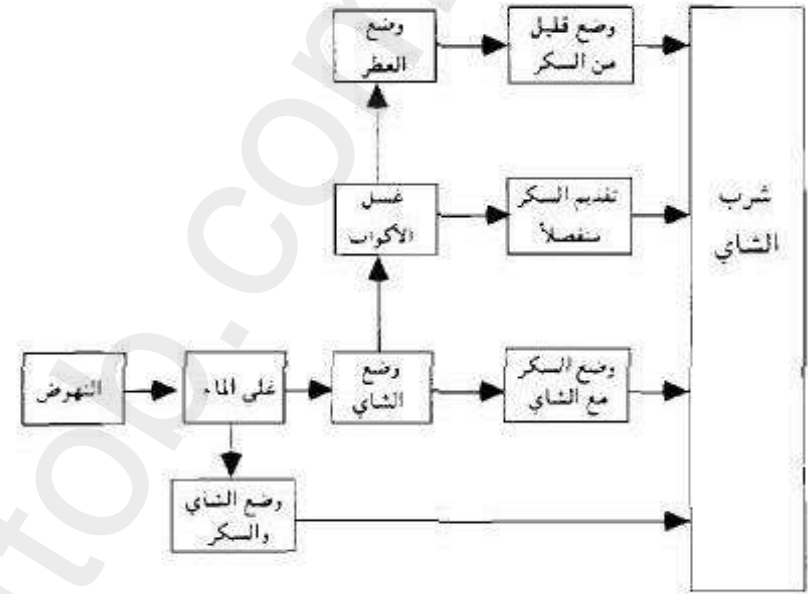 وضع
العطر
وضع قليل
من السكر
غسل
الأكواب
تقديم السكر
منفصلاً
شرب
الشاي
النهوض
غلي الماء
وضع
الشاي
وضع السكر
مع الشاي
وضع الشاي
والسكر